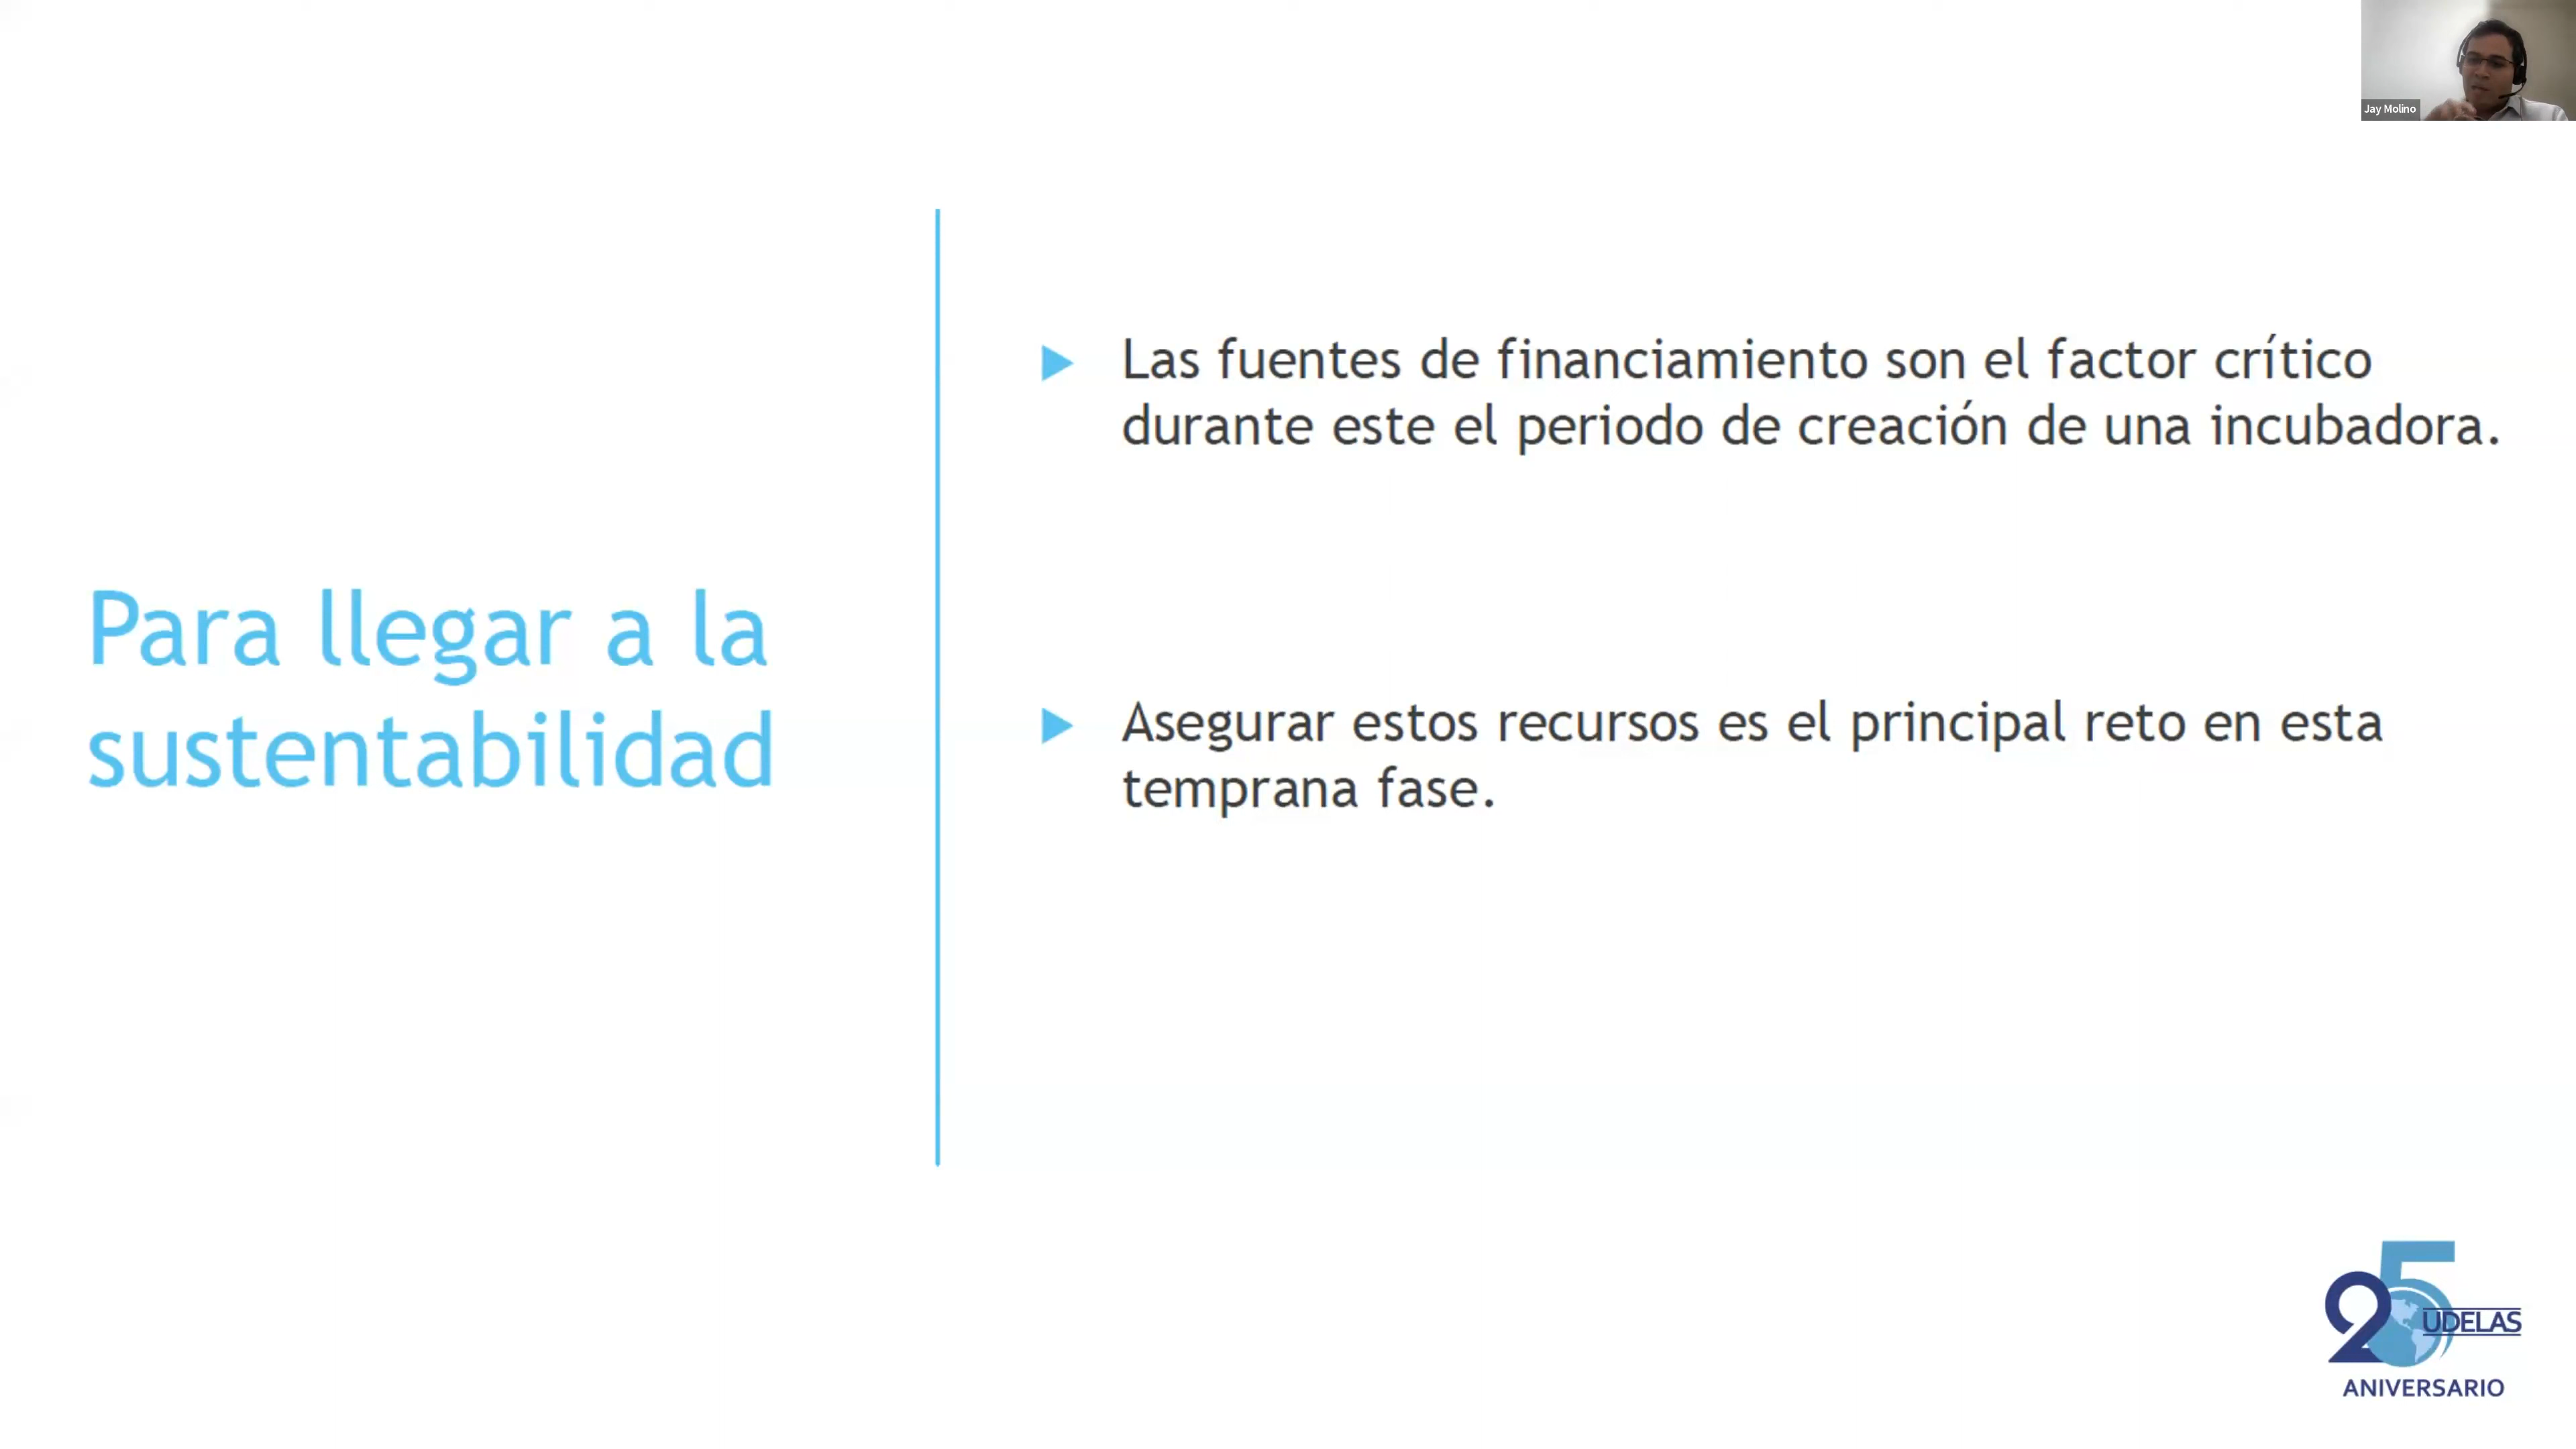 Jay Molino
Para llegar a la
sustentabilidad
Las fuentes de financiamiento son el factor crítico
durante este el periodo de creación de una incubadora.
Asegurar estos recursos es el principal reto en esta
temprana fase.
25
UDELAS
ANIVERSARIO